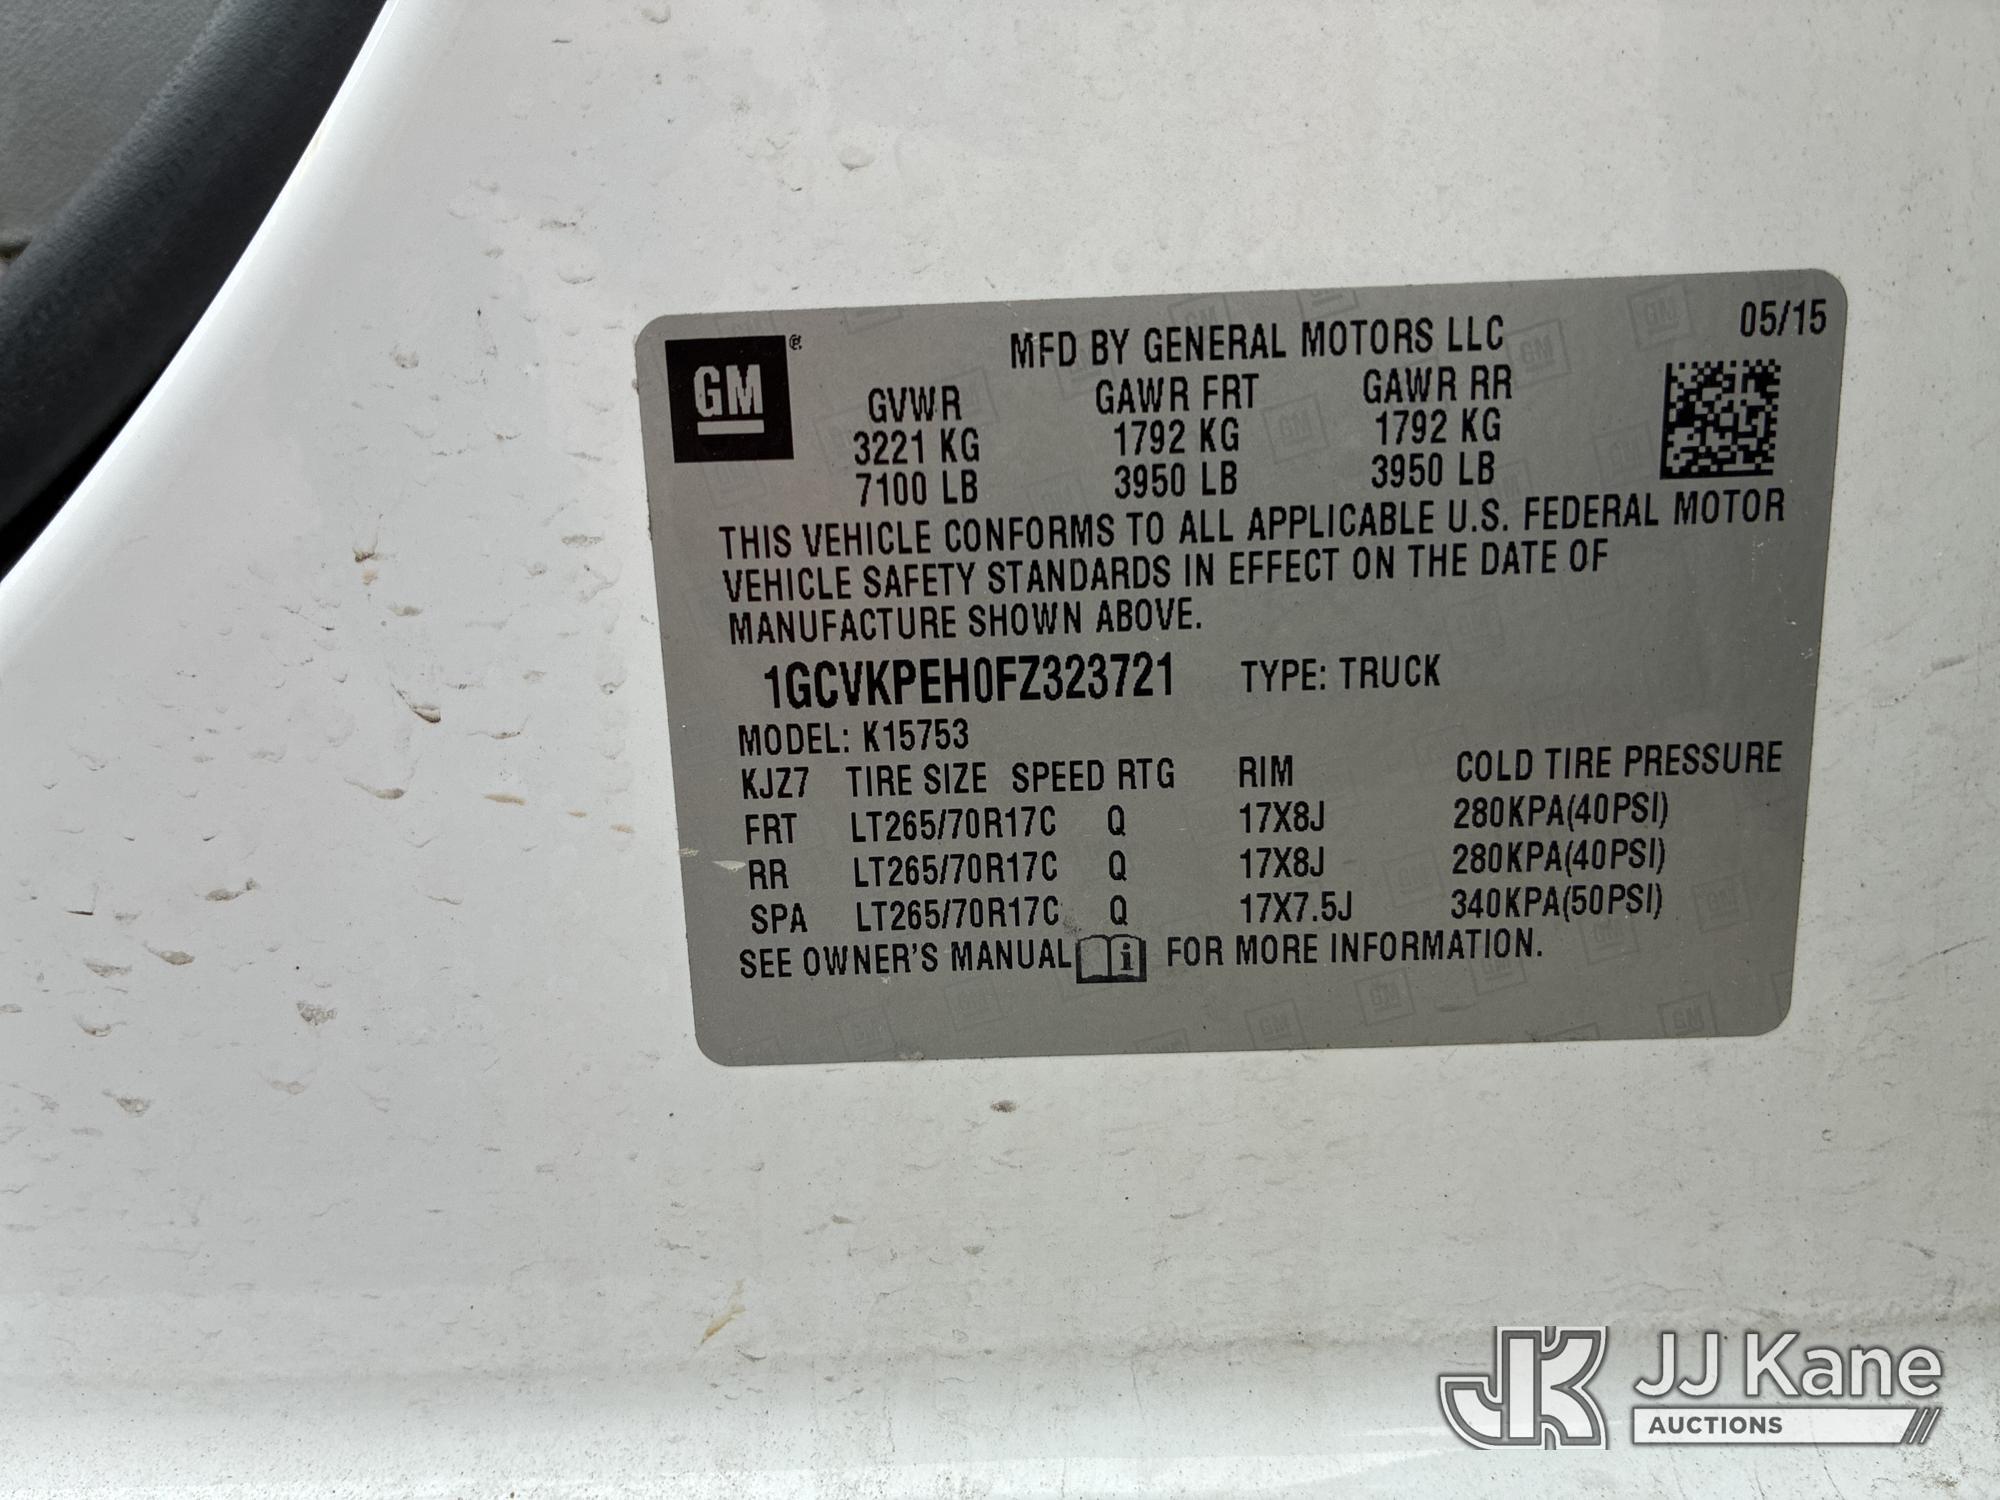 GM
MFD BY GENERAL MOTORS LLC 05/15
GVWR GAWR FRT GAWR RR
3221 KG 1792 KG 1792 KG
7100 LB 3950 LB 3950 LB
THIS VEHICLE CONFORMS TO ALL APPLICABLE U.S. FEDERAL MOTOR
VEHICLE SAFETY STANDARDS IN EFFECT ON THE DATE OF
MANUFACTURE SHOWN ABOVE.
1GCVKPEH0FZ323721 TYPE: TRUCK
MODEL: K15753
KJZ7 TIRE SIZE SPEED RTG RIM COLD TIRE PRESSURE
FRT LT265/70R17C Q 17X8J 280KPA(40PSI)
RR LT265/70R17C Q 17X8J 280KPA(40PSI)
SPA LT265/70R17C Q 17X7.5J 340KPA(50PSI)
SEE OWNER'S MANUAL i FOR MORE INFORMATION.
JK JJ Kane
AUCTIONS